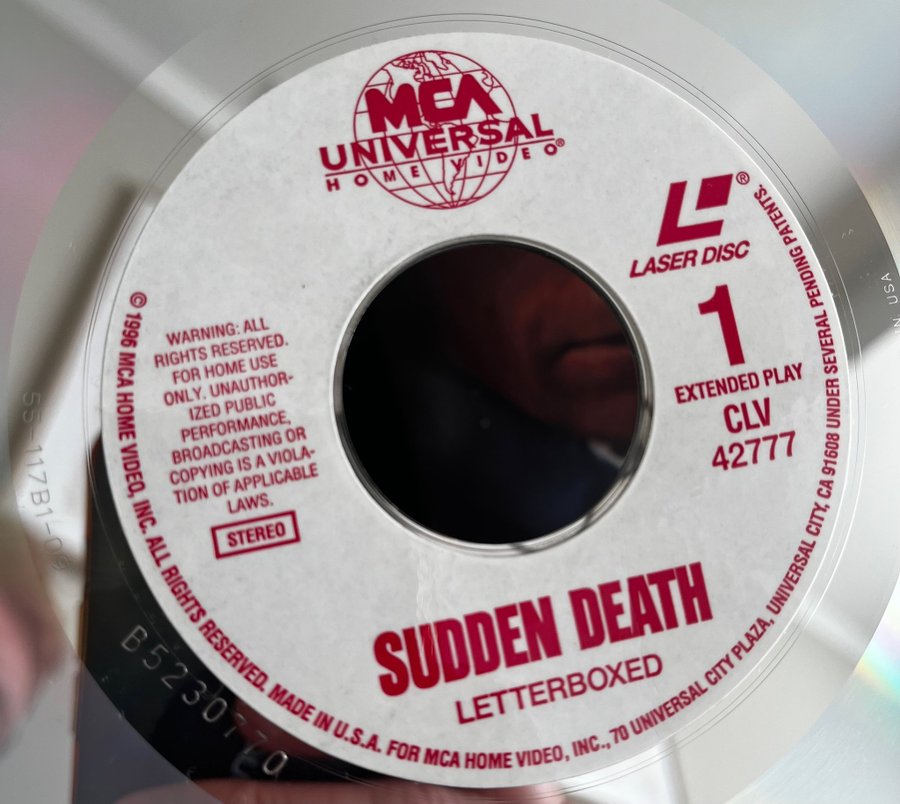 MCA
UNIVERSAL®
HOME VIDEO
®
LASER DISC
1
EXTENDED PLAY
CLV
42777
WARNING: ALL
RIGHTS RESERVED.
FOR HOME USE
ONLY. UNAUTHOR-
IZED PUBLIC
PERFORMANCE,
BROADCASTING OR
COPYING IS A VIOLA-
TION OF APPLICABLE
LAWS.
STEREO
SUDDEN DEATH
LETTERBOXED
© 1996 MCA HOME VIDEO, INC. ALL RIGHTS RESERVED. MADE IN U.S.A. FOR MCA HOME VIDEO, INC., 70 UNIVERSAL CITY PLAZA, UNIVERSAL CITY, CA 91608 UNDER SEVERAL PENDING PATENTS.
USA